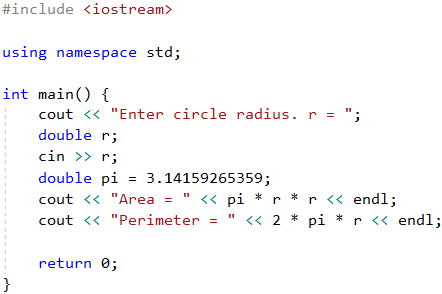 #include <iostream>

using namespace std;

int main() {
    cout << "Enter circle radius. r = ";
    double r;
    cin >> r;
    double pi = 3.14159265359;
    cout << "Area = " << pi * r * r << endl;
    cout << "Perimeter = " << 2 * pi * r << endl;

    return 0;
}